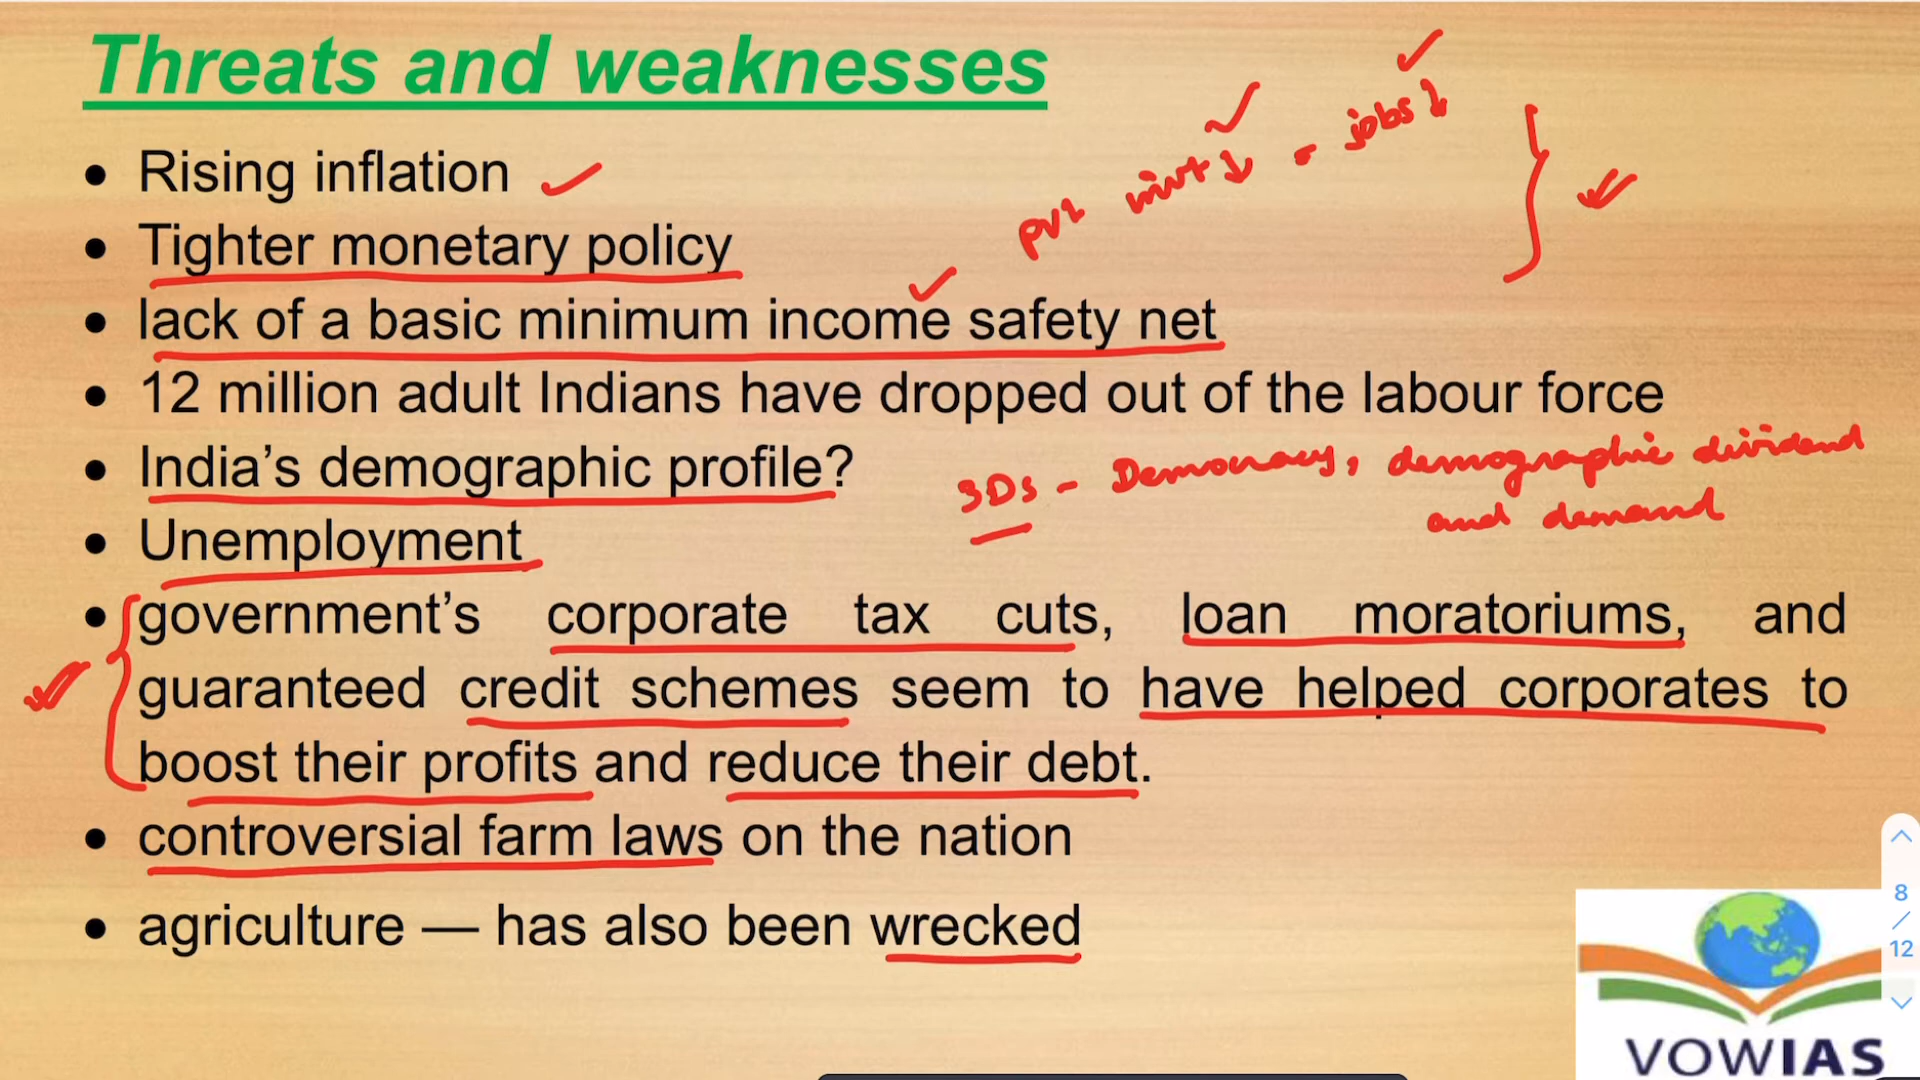 Threats and weaknesses
pvt invt ↓ = jobs ↓
• Rising inflation
• Tighter monetary policy
• lack of a basic minimum income safety net
• 12 million adult Indians have dropped out of the labour force
• India’s demographic profile?
3Ds - Democracy, demographic dividend
and demand
• Unemployment
• government’s corporate tax cuts, loan moratoriums, and
guaranteed credit schemes seem to have helped corporates to
boost their profits and reduce their debt.
• controversial farm laws on the nation
• agriculture — has also been wrecked
8
/
12
VOWIAS